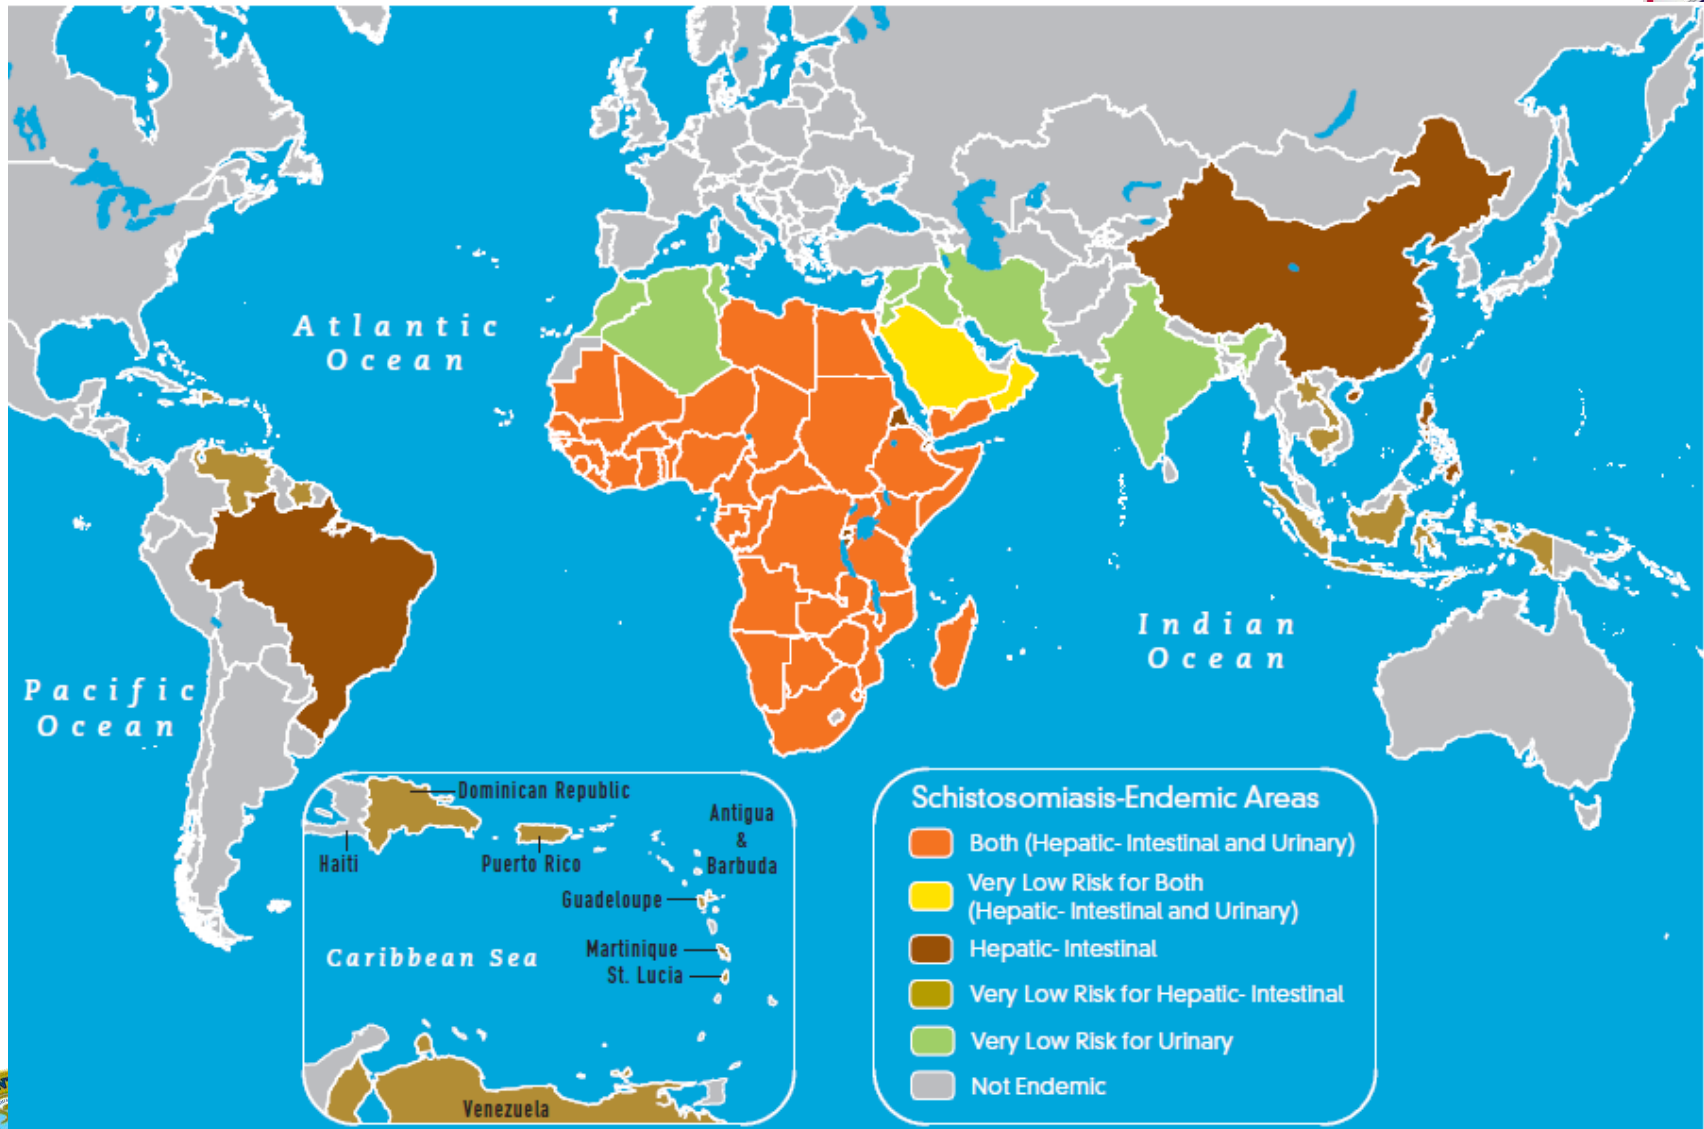 Atlantic
Ocean
Indian
Ocean
Pacific
Ocean
Dominican Republic
Antigua
&
Barbuda
Haiti
Puerto Rico
Guadeloupe
Martinique
St. Lucia
Caribbean Sea
Venezuela
Schistosomiasis-Endemic Areas
Both (Hepatic- Intestinal and Urinary)
Very Low Risk for Both
(Hepatic- Intestinal and Urinary)
Hepatic- Intestinal
Very Low Risk for Hepatic- Intestinal
Very Low Risk for Urinary
Not Endemic